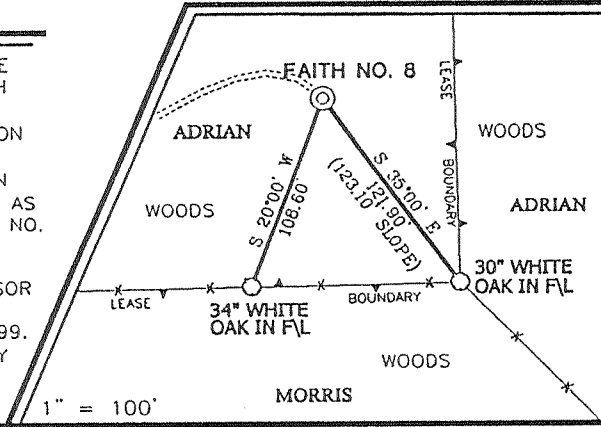 E
H
ON
N
AS
NO.
SOR
99.
Y
FAITH NO. 8
LEASE
BOUNDARY
ADRIAN
WOODS
WOODS
ADRIAN
S 20°00' W
108.60'
S 35°00' E
121.90'
(123.10' SLOPE)
30" WHITE
OAK IN F\L
LEASE
BOUNDARY
34" WHITE
OAK IN F\L
WOODS
MORRIS
1" = 100'